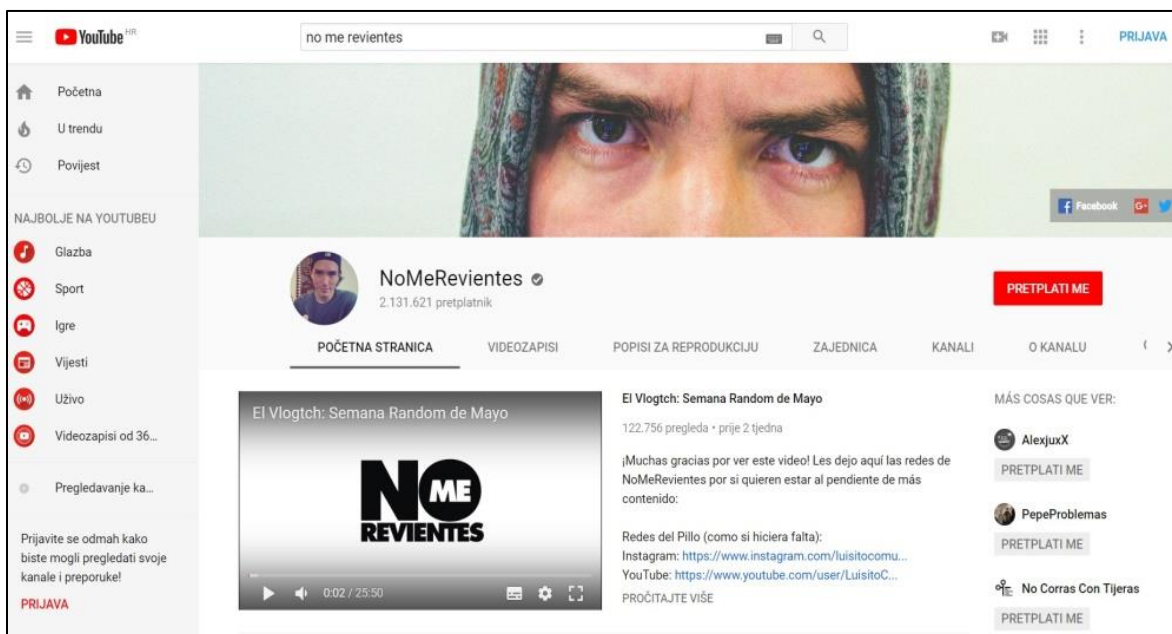 YouTube HR
no me revientes
PRIJAVA
Početna
U trendu
Povijest
NAJBOLJE NA YOUTUBEU
Glazba
Sport
Igre
Vijesti
Uživo
Videozapisi od 36...
Pregledavanje ka...
Prijavite se odmah kako
biste mogli pregledati svoje
kanale i preporuke!
PRIJAVA
Facebook
G+
NoMeRevientes
2.131.621 pretplatnik
PRETPLATI ME
POČETNA STRANICA
VIDEOZAPISI
POPISI ZA REPRODUKCIJU
ZAJEDNICA
KANALI
O KANALU
El Vlogtch: Semana Random de Mayo
NO ME
REVIENTES
0:02 / 25:50
El Vlogtch: Semana Random de Mayo
122.756 pregleda • prije 2 tjedna
¡Muchas gracias por ver este video! Les dejo aquí las redes de
NoMeRevientes por si quieren estar al pendiente de más
contenido:
Redes del Pillo (como si hiciera falta):
Instagram: https://www.instagram.com/luisitocomu...
YouTube: https://www.youtube.com/user/LuisitoC...
PROČITAJTE VIŠE
MÁS COSAS QUE VER:
AlexjuxX
PRETPLATI ME
PepeProblemas
PRETPLATI ME
No Corras Con Tijeras
PRETPLATI ME